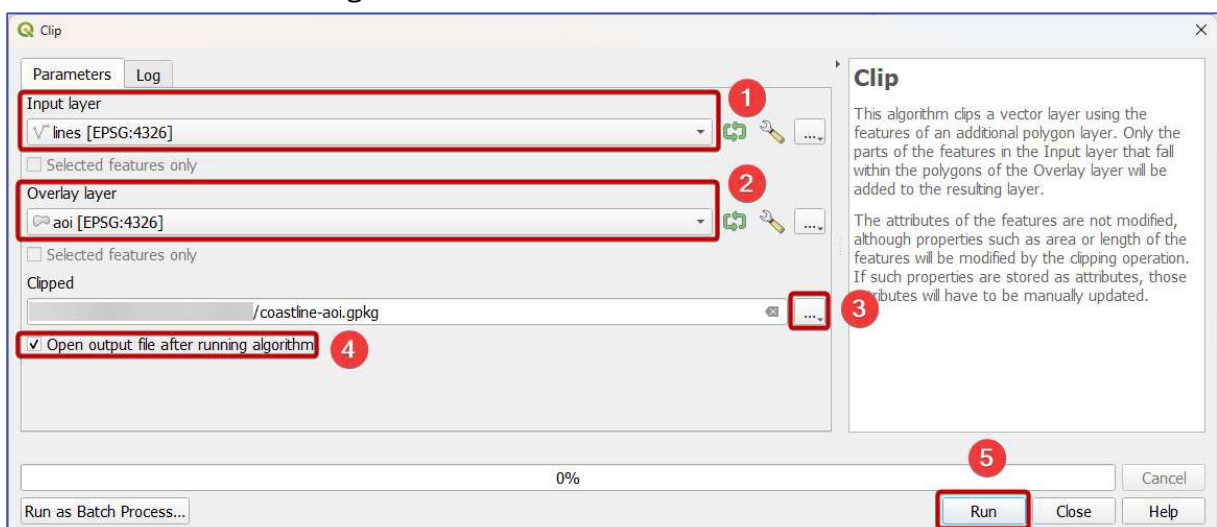 Clip
Parameters Log
Input layer
1
lines [EPSG:4326]
...
Selected features only
Overlay layer
2
aoi [EPSG:4326]
...
Selected features only
Clipped
/coastline-aoi.gpkg
...
3
Open output file after running algorithm
4
Clip
This algorithm clips a vector layer using the
features of an additional polygon layer. Only the
parts of the features in the Input layer that fall
within the polygons of the Overlay layer will be
added to the resulting layer.
The attributes of the features are not modified,
although properties such as area or length of the
features will be modified by the clipping operation.
If such properties are stored as attributes, those
will have to be manually updated.
0%
5
Cancel
Run as Batch Process...
Run Close Help